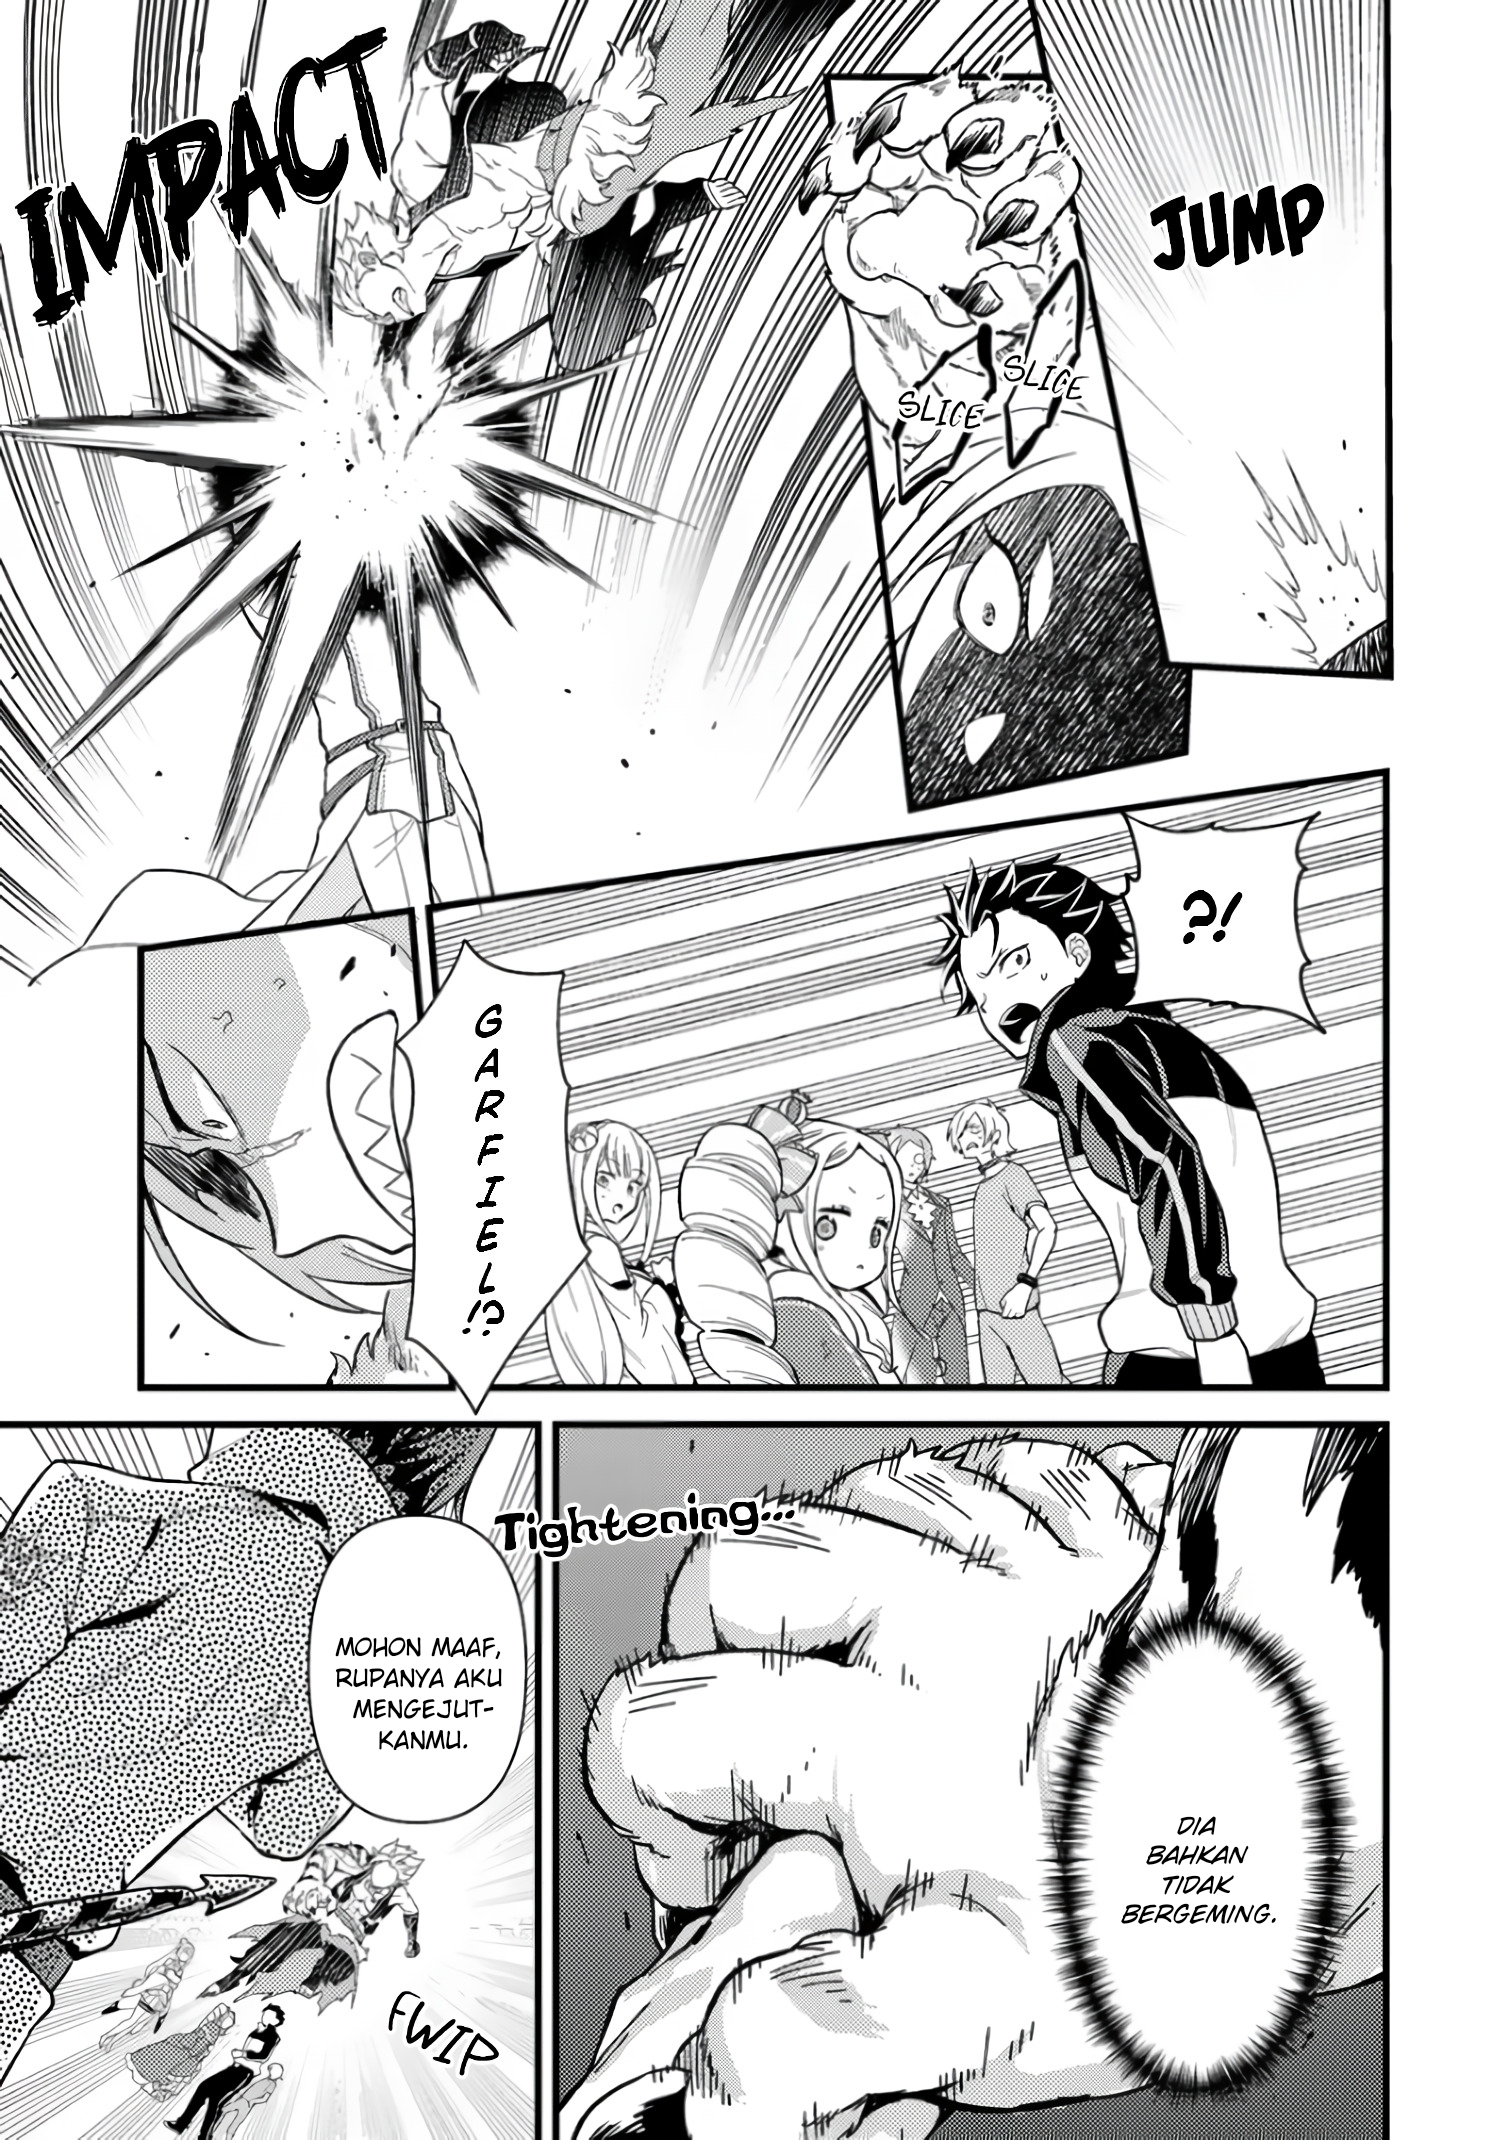 JUMP
SLICE
SLICE
IMPACT
?!
GARFIEL!?
Tightening...
DIA
BAHKAN
TIDAK
BERGEMING.
MOHON MAAF,
RUPANYA AKU
MENGEJUT-
KANMU.
FWIP